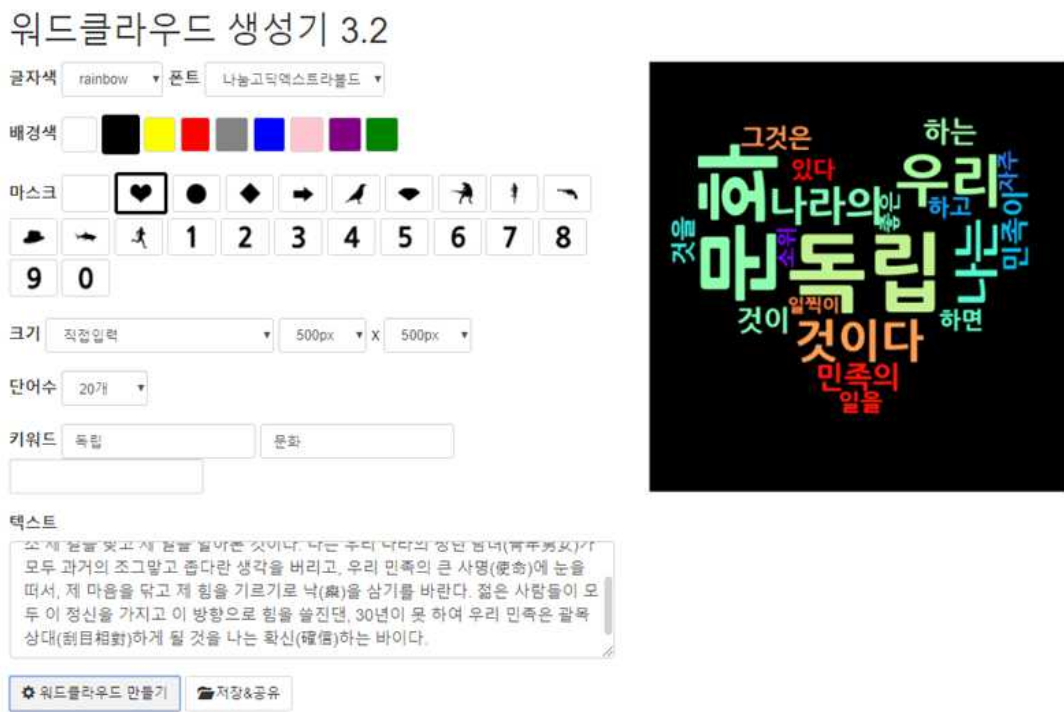 워드클라우드 생성기 3.2
글자색 rainbow 폰트 나눔고딕엑스트라볼드
배경색
마스크
1 2 3 4 5 6 7 8
9 0
크기 직접입력 500px X 500px
단어수 20개
키워드 독립 문화
텍스트
모두 과거의 조그맣고 좁다란 생각을 버리고, 우리 민족의 큰 사명(使命)에 눈을
떠서, 제 마음을 닦고 제 힘을 기르기로 낙(樂)을 삼기를 바란다. 젊은 사람들이 모
두 이 정신을 가지고 이 방향으로 힘을 쓸진댄, 30년이 못 하여 우리 민족은 괄목
상대(刮目相對)하게 될 것을 나는 확신(確信)하는 바이다.
워드클라우드 만들기 저장&공유
그것은
하는
있다
우리
자주
문화
나라의
좋은
하고
민족이
것을
소위
독립
나는
일찍이
것이
하면
것이다
민족의
일을